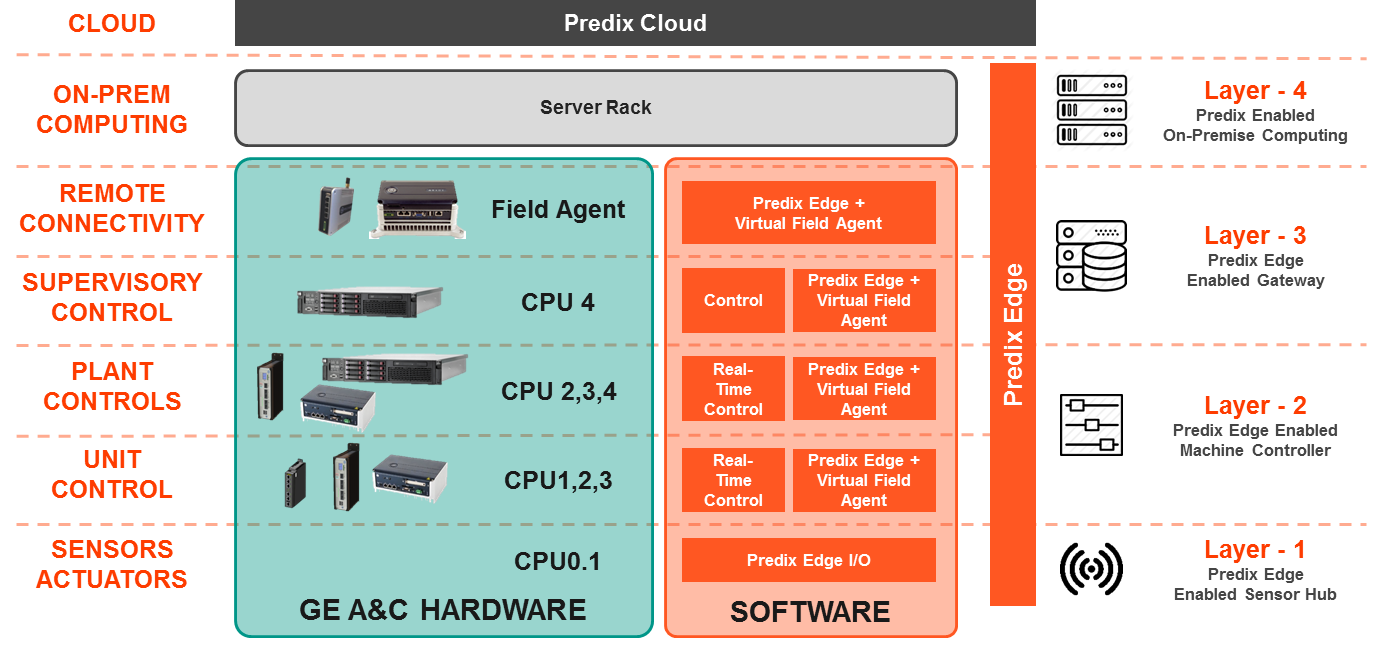 CLOUD
Predix Cloud
ON-PREM
COMPUTING
Server Rack
Layer - 4
Predix Enabled
On-Premise Computing
REMOTE
CONNECTIVITY
Field Agent
Predix Edge +
Virtual Field Agent
Layer - 3
Predix Edge
Enabled Gateway
SUPERVISORY
CONTROL
CPU 4
Control
Predix Edge +
Virtual Field
Agent
Predix Edge
PLANT
CONTROLS
CPU 2,3,4
Real-
Time
Control
Predix Edge +
Virtual Field
Agent
Layer - 2
Predix Edge Enabled
Machine Controller
UNIT
CONTROL
CPU1,2,3
Real-
Time
Control
Predix Edge +
Virtual Field
Agent
SENSORS
ACTUATORS
CPU0.1
Predix Edge I/O
Layer - 1
Predix Edge
Enabled Sensor Hub
GE A&C HARDWARE
SOFTWARE